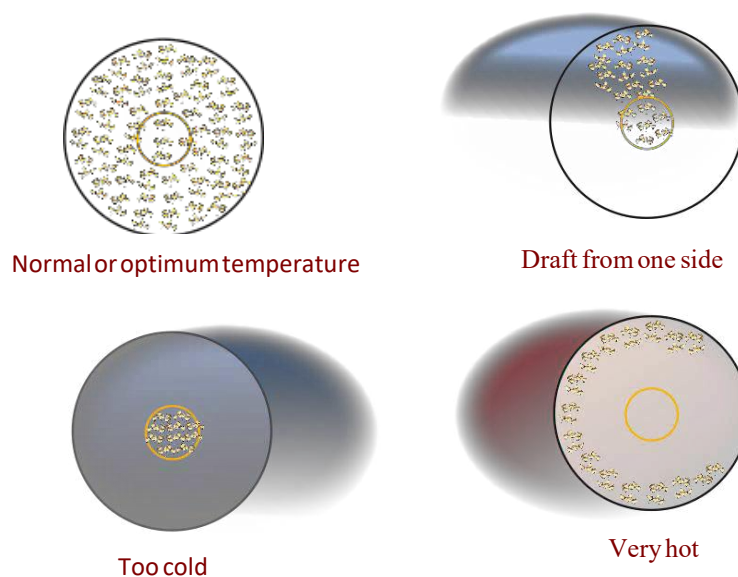 Normal or optimum temperature
Draft from one side
Too cold
Very hot